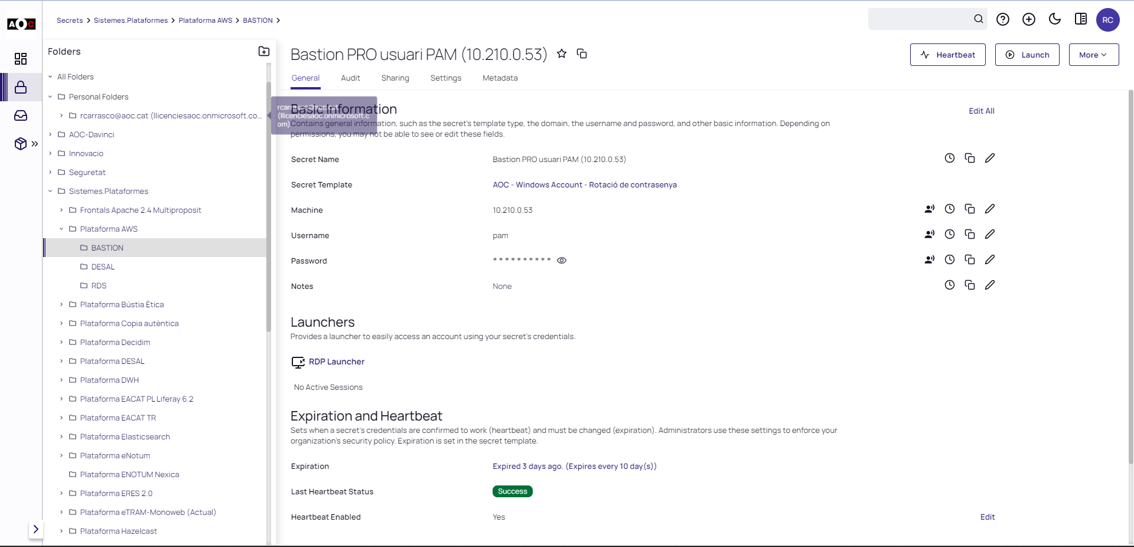 AOC
Secrets > Sistemes.Plataformes > Plataforma AWS > BASTION >
RC
Folders
All Folders
Personal Folders
rcarrasco@aoc.cat (llicenciesaoc.onmicrosoft.co...
AOC-Davinci
Innovacio
Seguretat
Sistemes.Plataformes
Frontals Apache 2.4 Multiproposit
Plataforma AWS
BASTION
DESAL
RDS
Plataforma Bústia Ètica
Plataforma Copia autèntica
Plataforma Decidim
Plataforma DESAL
Plataforma DWH
Plataforma EACAT PL Liferay 6.2
Plataforma EACAT TR
Plataforma Elasticsearch
Plataforma eNotum
Plataforma ENOTUM Nexica
Plataforma ERES 2.0
Plataforma eTRAM-Monoweb (Actual)
Plataforma Hazelcast
Bastion PRO usuari PAM (10.210.0.53)
Heartbeat
Launch
More
General Audit Sharing Settings Metadata
(llicenciesaoc.onmicrosoft.c
om)
Basic Information
Edit All
Contains general information, such as the secret's template type, the domain, the username and password, and other basic information. Depending on
permissions, you may not be able to see or edit these fields.
Secret Name Bastion PRO usuari PAM (10.210.0.53)
Secret Template AOC - Windows Account - Rotació de contrasenya
Machine 10.210.0.53
Username pam
Password * * * * * * * * * *
Notes None
Launchers
Provides a launcher to easily access an account using your secret's credentials.
RDP Launcher
No Active Sessions
Expiration and Heartbeat
Sets when a secret's credentials are confirmed to work (heartbeat) and must be changed (expiration). Administrators use these settings to enforce your
organization's security policy. Expiration is set in the secret template.
Expiration Expired 3 days ago. (Expires every 10 day(s))
Last Heartbeat Status Success
Heartbeat Enabled Yes Edit